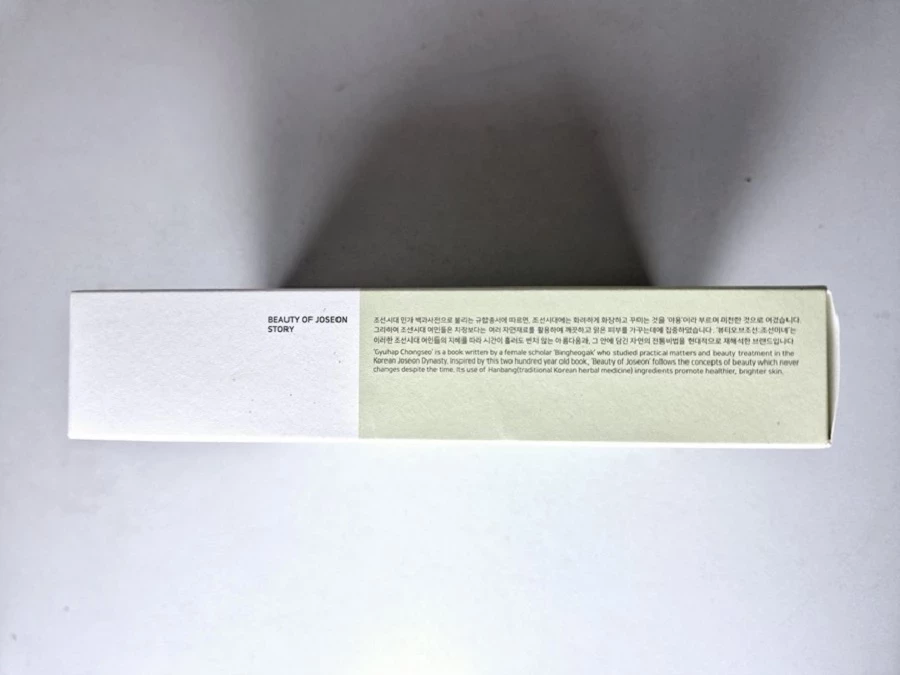 BEAUTY OF JOSEON
STORY
조선시대 민가 백과사전으로 불리는 규합총서에 따르면, 조선시대에는 화려하게 화장하고 꾸미는 것을 '야용'이라 부르며 미천한 것으로 여겼습니다.
그리하여 조선시대 여인들은 치장보다는 여러 자연재료를 활용하여 깨끗하고 맑은 피부를 가꾸는데에 집중하였습니다. '뷰티오브조선:조선미녀'는
이러한 조선시대 여인들의 지혜를 따라 시간이 흘러도 변치 않는 아름다움과, 그 안에 담긴 자연의 전통비법을 현대적으로 재해석한 브랜드입니다.
'Gyuhap Chongseo' is a book written by a female scholar 'Bingheogak' who studied practical matters and beauty treatment in the
Korean Joseon Dynasty. Inspired by this two hundred year old book, 'Beauty of Joseon' follows the concepts of beauty which never
changes despite the time. Its use of Hanbang(traditional Korean herbal medicine) ingredients promote healthier, brighter skin.